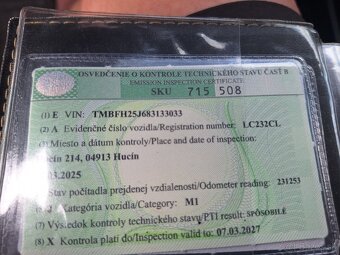 OSVEDČENIE O KONTROLE TECHNICKÉHO STAVU ČASŤ B
EMISSION INSPECTION CERTIFICATE
SKU 715 508
(1) E VIN: TMBFH25J683133033
(2) A Evidenčné číslo vozidla/Registration number: LC232CL
(3) Miesto a dátum kontroly/Place and date of inspection:
čín 214, 04913 Hucín
.03.2025
Stav počítadla prejdenej vzdialenosti/Odometer reading: 231253
J Kategória vozidla/Category: M1
(7) Výsledok kontroly technického stavu/PTI result: SPÔSOBILÉ
(8) X Kontrola platí do/Inspection valid to: 07.03.2027